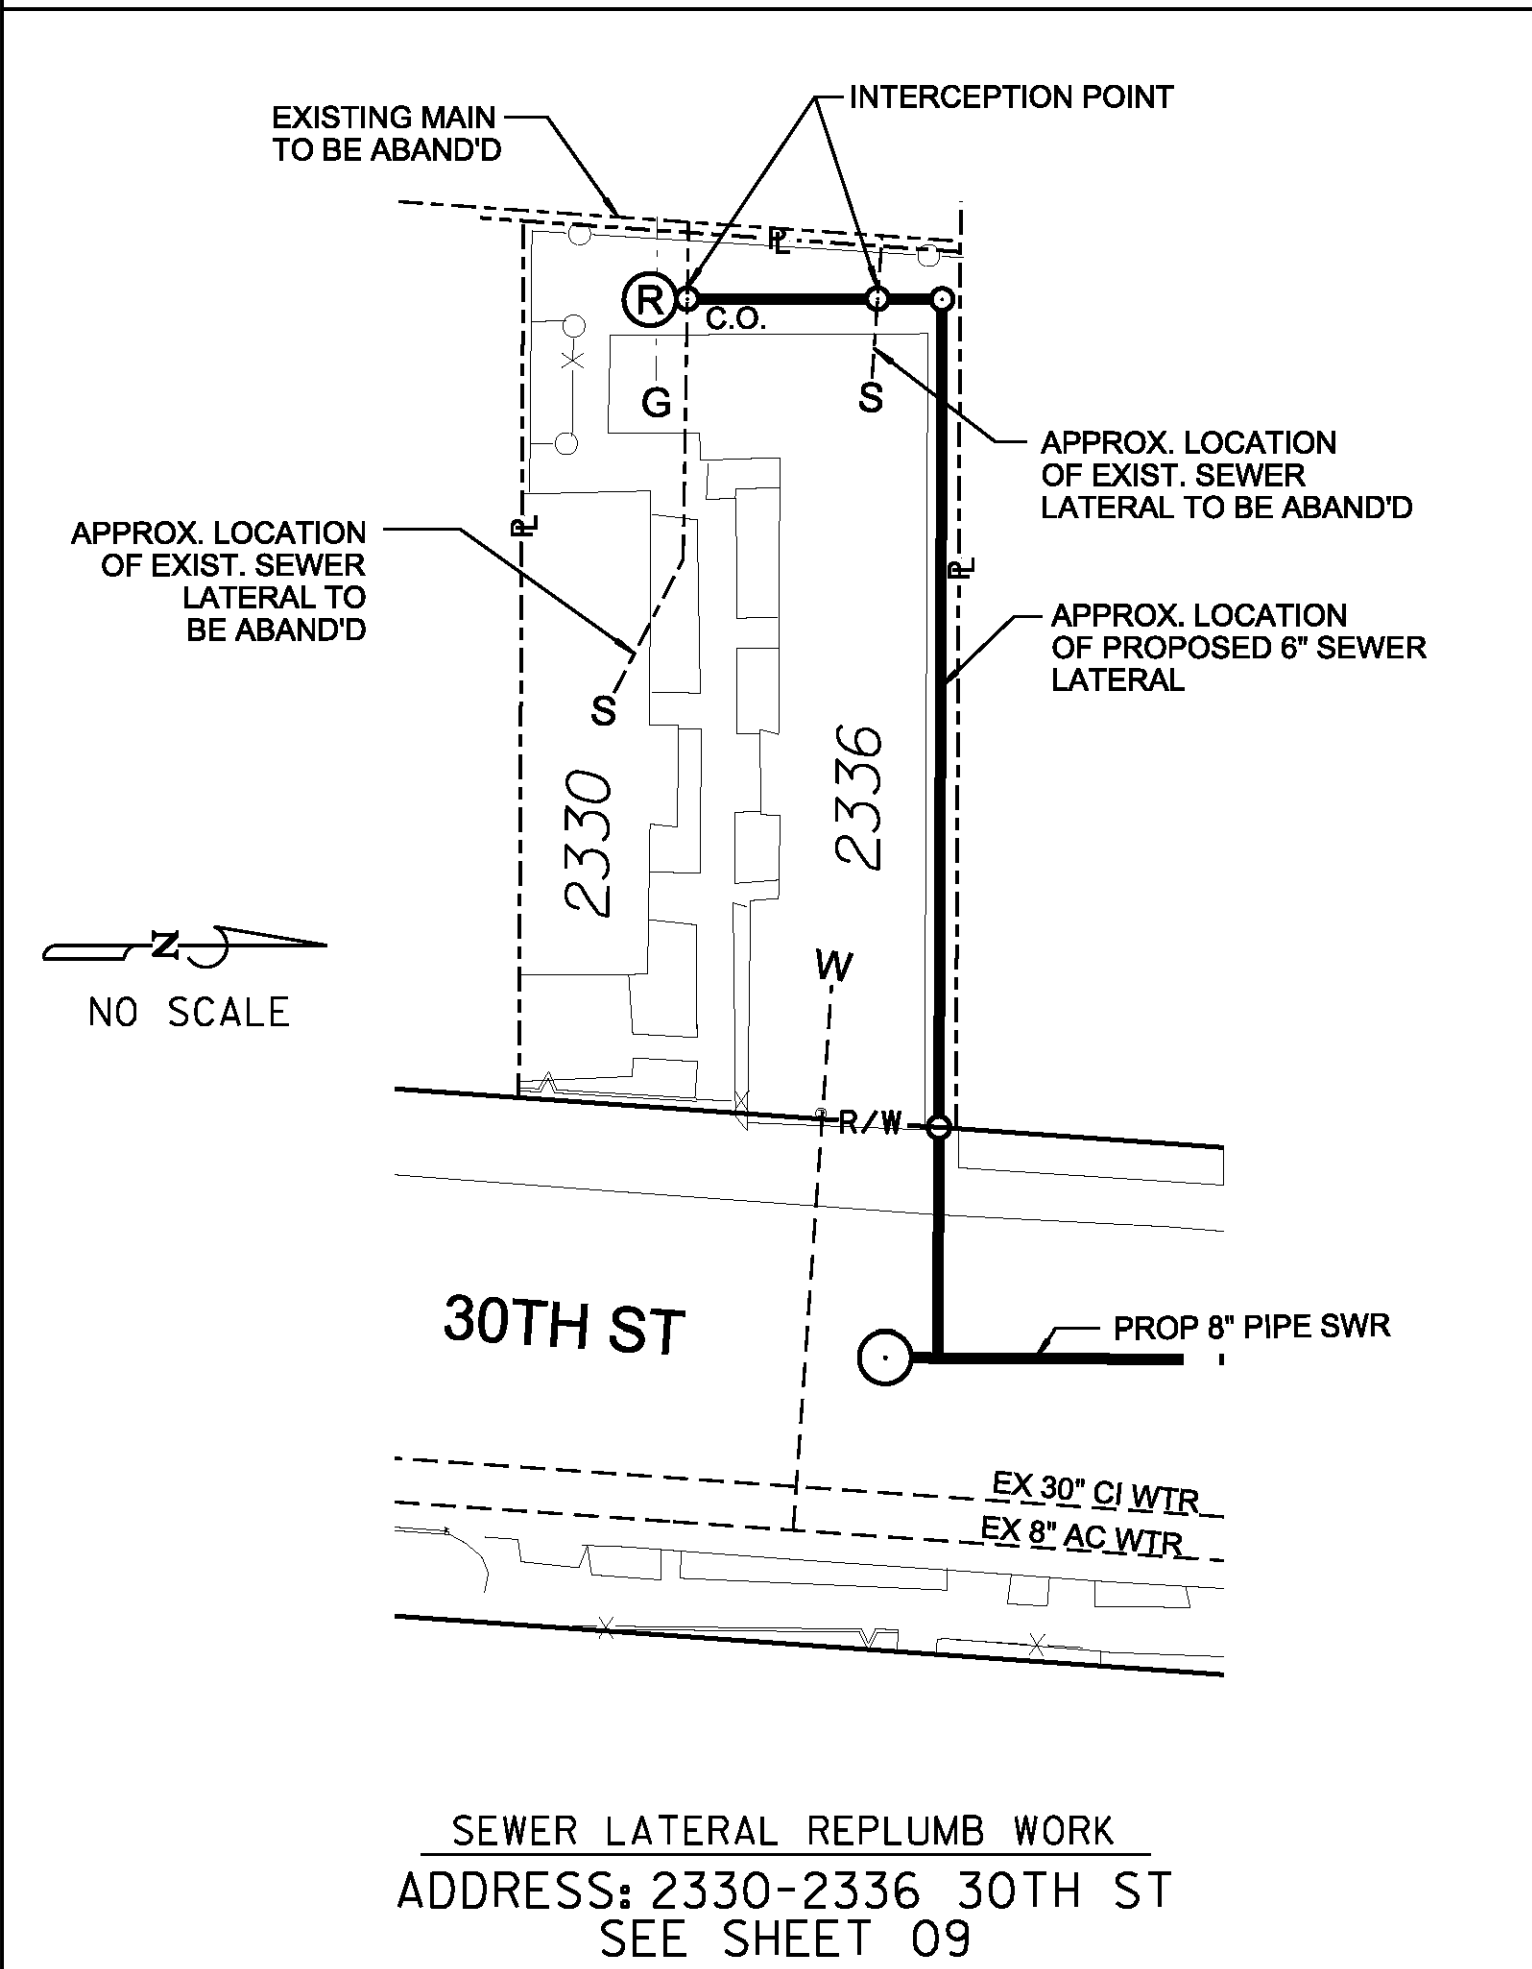 INTERCEPTION POINT
EXISTING MAIN
TO BE ABAND'D
PL
R
C.O.
G
S
APPROX. LOCATION
OF EXIST. SEWER
LATERAL TO BE ABAND'D
PL
APPROX. LOCATION
OF EXIST. SEWER
LATERAL TO
BE ABAND'D
PL
APPROX. LOCATION
OF PROPOSED 6" SEWER
LATERAL
S
2330
2336
N
NO SCALE
W
R/W
30TH ST
PROP 8" PIPE SWR
EX 30" CI WTR
EX 8" AC WTR
SEWER LATERAL REPLUMB WORK
ADDRESS: 2330-2336 30TH ST
SEE SHEET 09